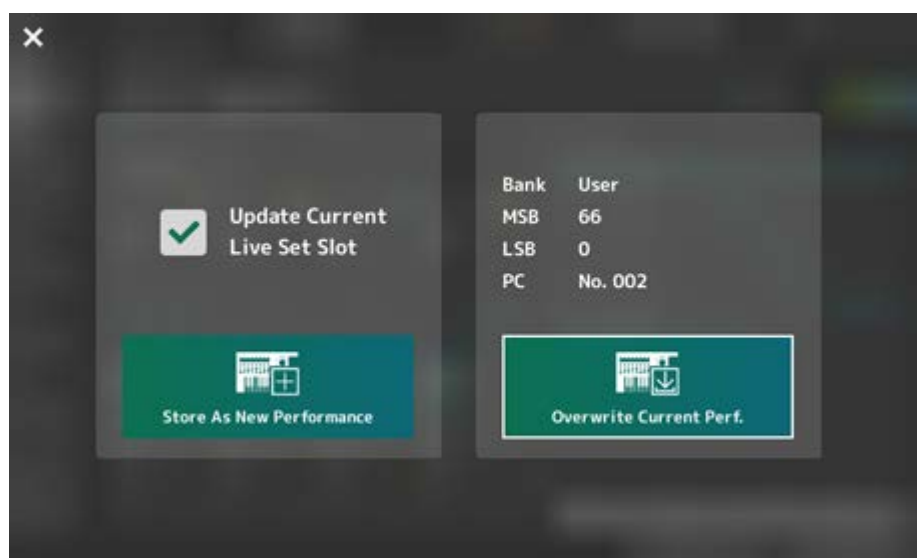 Update Current
Live Set Slot
Store As New Performance
Bank User
MSB 66
LSB 0
PC No. 002
Overwrite Current Perf.